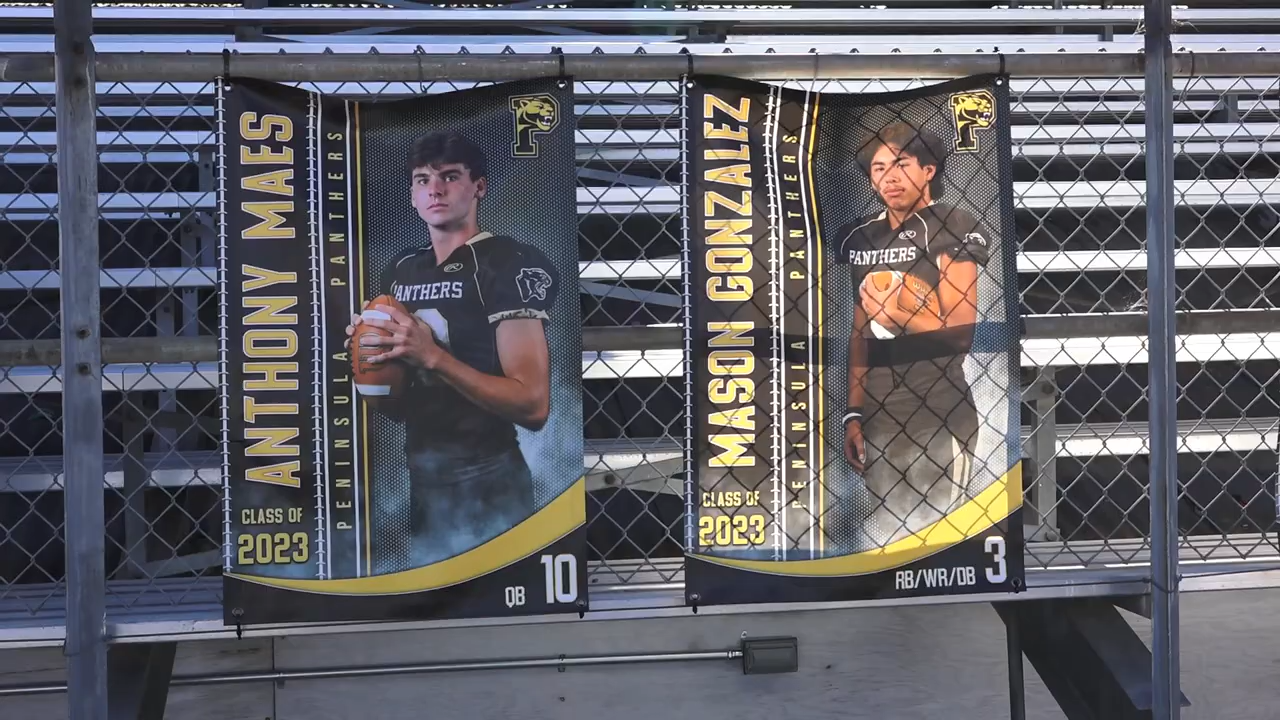 ANTHONY MAES
PENINSULA PANTHERS
P
PANTHERS
CLASS OF
2023
QB 10
MASON GONZALEZ
PENINSULA PANTHERS
P
PANTHERS
CLASS OF
2023
RB/WR/DB 3